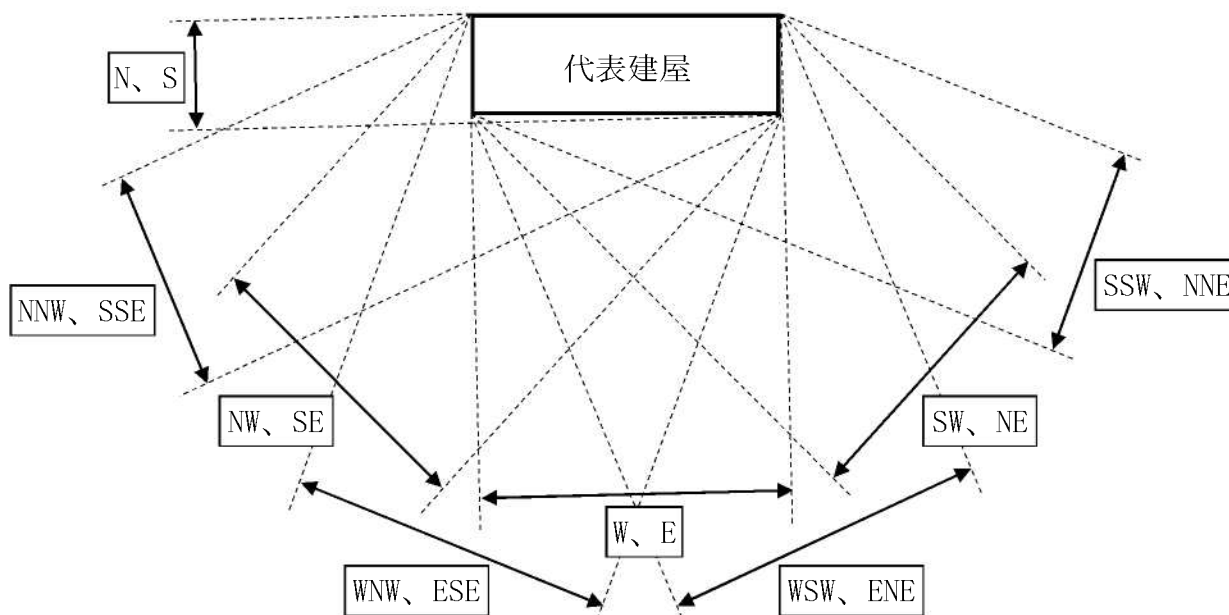 代表建屋
N、S
NNW、SSE
SSW、NNE
NW、SE
SW、NE
W、E
WNW、ESE
WSW、ENE